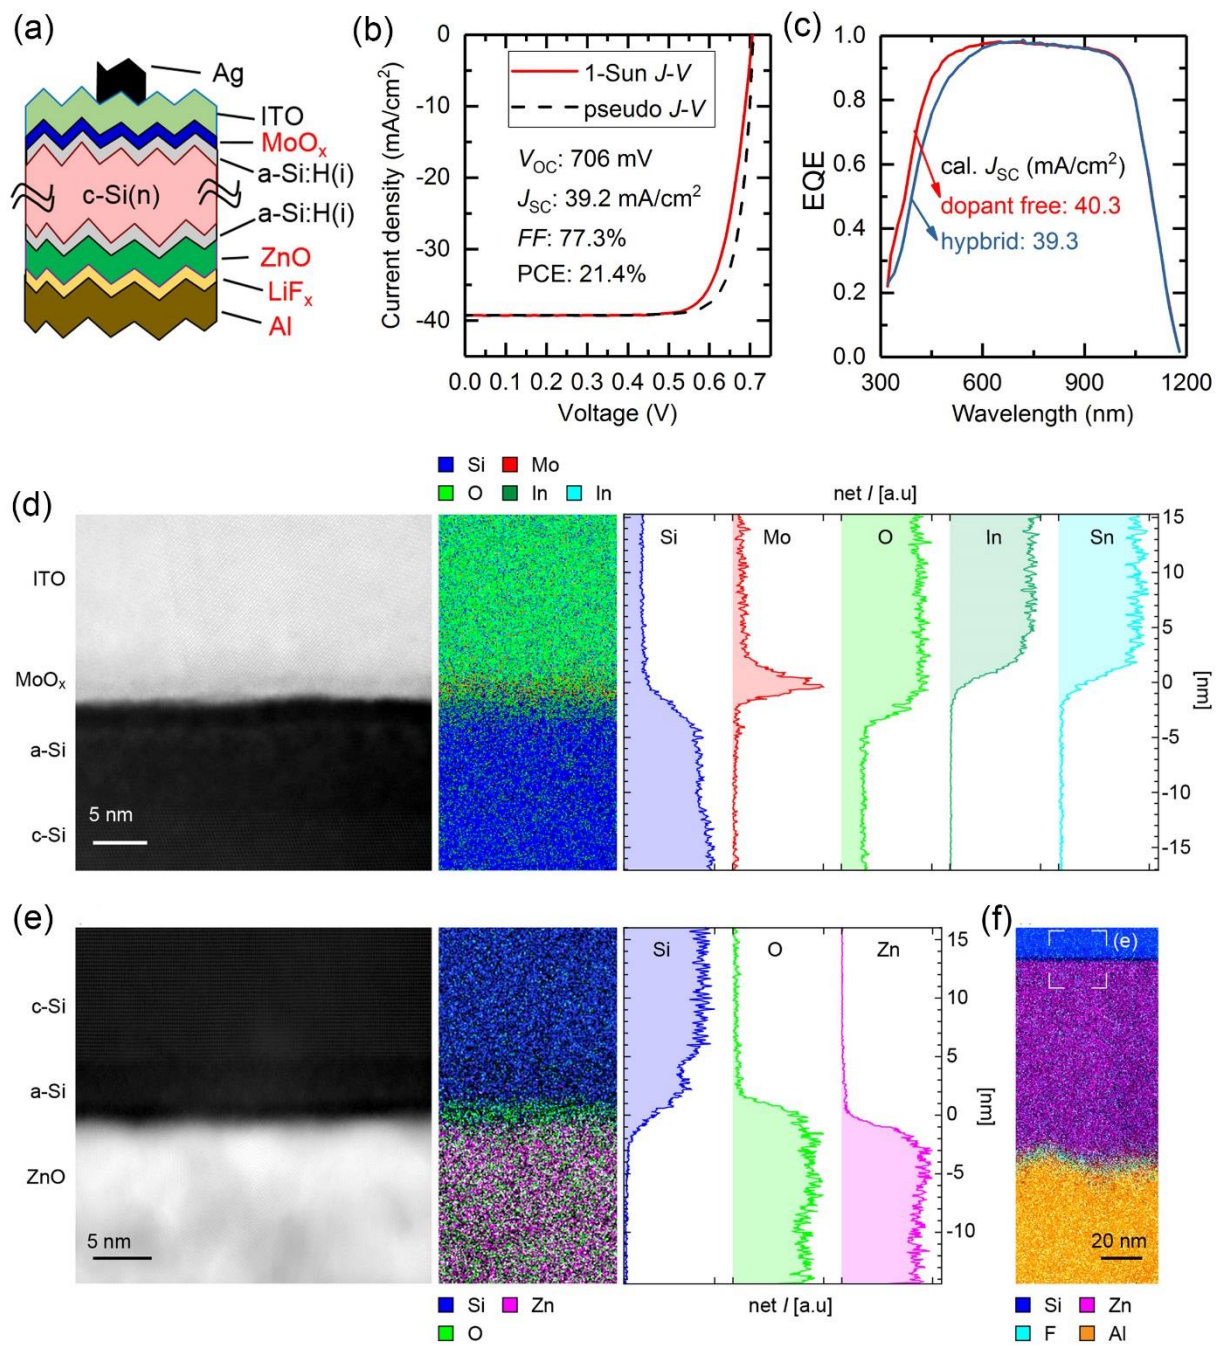 (a)
Ag
ITO
MoOₓ
a-Si:H(i)
c-Si(n)
a-Si:H(i)
ZnO
LiFₓ
Al
(b)
Current density (mA/cm²)
0
-10
-20
-30
-40
1-Sun J-V
pseudo J-V
V_OC: 706 mV
J_SC: 39.2 mA/cm²
FF: 77.3%
PCE: 21.4%
0.0 0.1 0.2 0.3 0.4 0.5 0.6 0.7
Voltage (V)
(c)
EQE
1.0
0.8
0.6
0.4
0.2
0.0
cal. J_SC (mA/cm²)
dopant free: 40.3
hypbrid: 39.3
300 600 900 1200
Wavelength (nm)
(d)
Si Mo
O In In
net I [a.u]
ITO
MoOₓ
a-Si
c-Si
5 nm
Si Mo O In Sn
15
10
5
0
-5
-10
-15
[nm]
(e)
c-Si
a-Si
ZnO
5 nm
Si O Zn
15
10
5
0
-5
-10
[nm]
Si Zn
O
net I [a.u]
(f)
(e)
20 nm
Si Zn
F Al